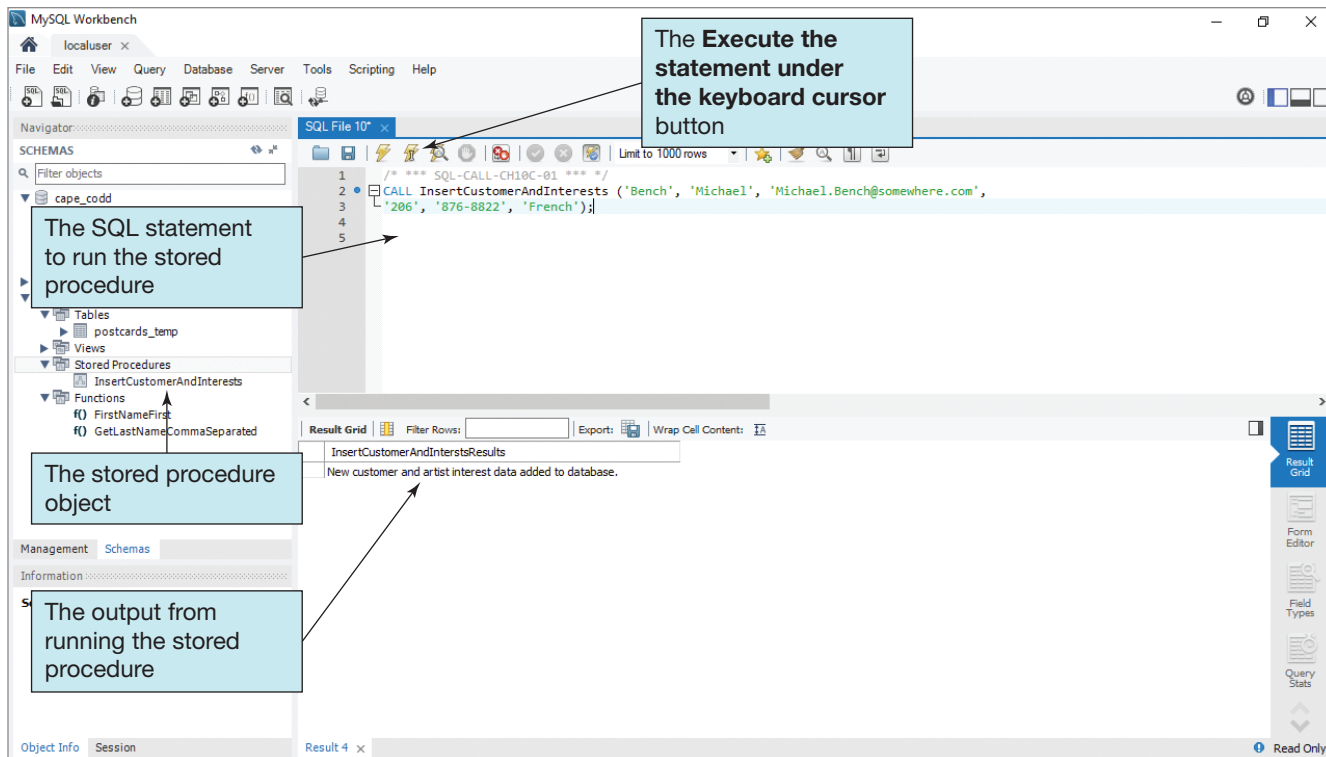 MySQL Workbench
localuser
File Edit View Query Database Server Tools Scripting Help
The Execute the
statement under
the keyboard cursor
button
Navigator
SCHEMAS
Filter objects
cape_codd
The SQL statement
to run the stored
procedure
Tables
postcards_temp
Views
Stored Procedures
InsertCustomerAndInterests
Functions
f() FirstNameFirst
f() GetLastNameCommaSeparated
The stored procedure
object
Management Schemas
Information
The output from
running the stored
procedure
Object Info Session
SQL File 10*
Limit to 1000 rows
1 /* *** SQL-CALL-CH10C-01 *** */
2 CALL InsertCustomerAndInterests ('Bench', 'Michael', 'Michael.Bench@somewhere.com',
3 '206', '876-8822', 'French');
4
5
Result Grid Filter Rows: Export: Wrap Cell Content:
InsertCustomerAndInterstsResults
New customer and artist interest data added to database.
Result
Grid
Form
Editor
Field
Types
Query
Stats
Result 4
Read Only